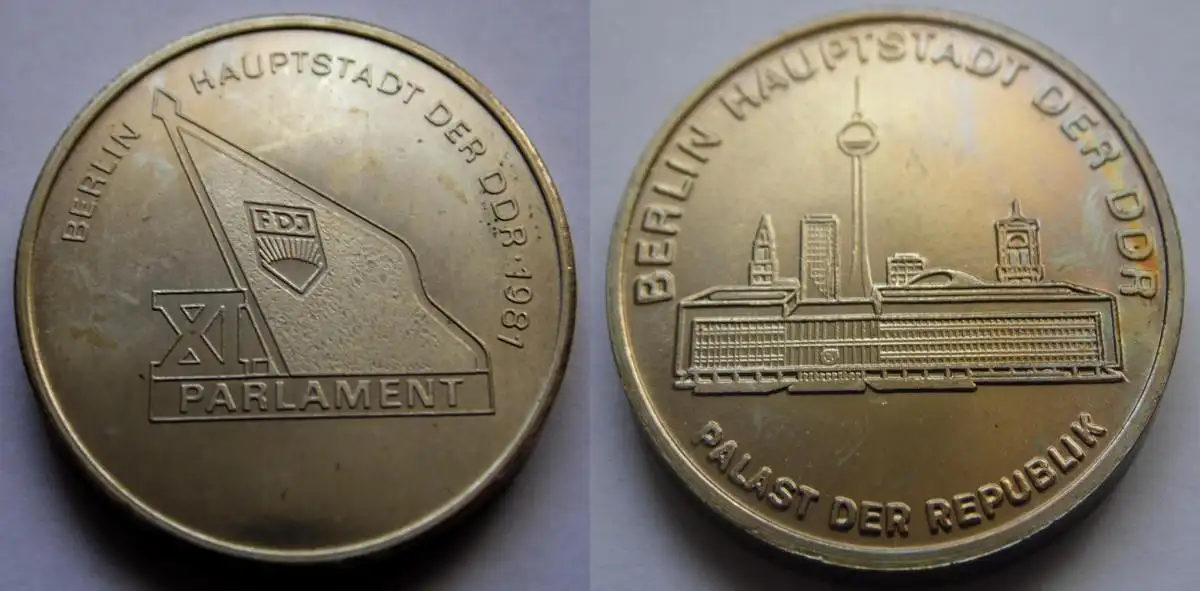 BERLIN HAUPTSTADT DER DDR · 1981
FDJ
XI.
PARLAMENT
BERLIN HAUPTSTADT DER DDR
PALAST DER REPUBLIK